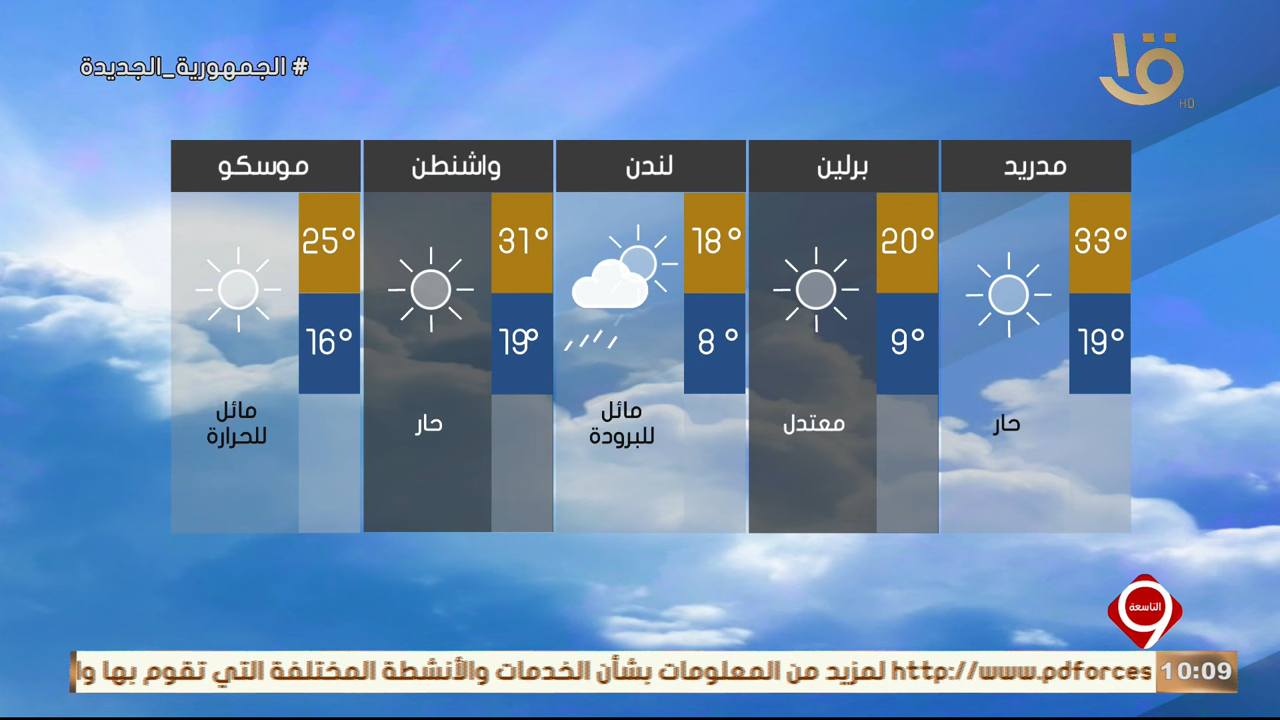 # الجمهورية_الجديدة
HD
مدريد
33°
19°
حار
برلين
20°
9°
معتدل
لندن
18°
8°
مائل
للبرودة
واشنطن
31°
19°
حار
موسكو
25°
16°
مائل
للحرارة
التاسعة
9
http://www.pdforces لمزيد من المعلومات بشأن الخدمات والأنشطة المختلفة التي تقوم بها وا
10:09